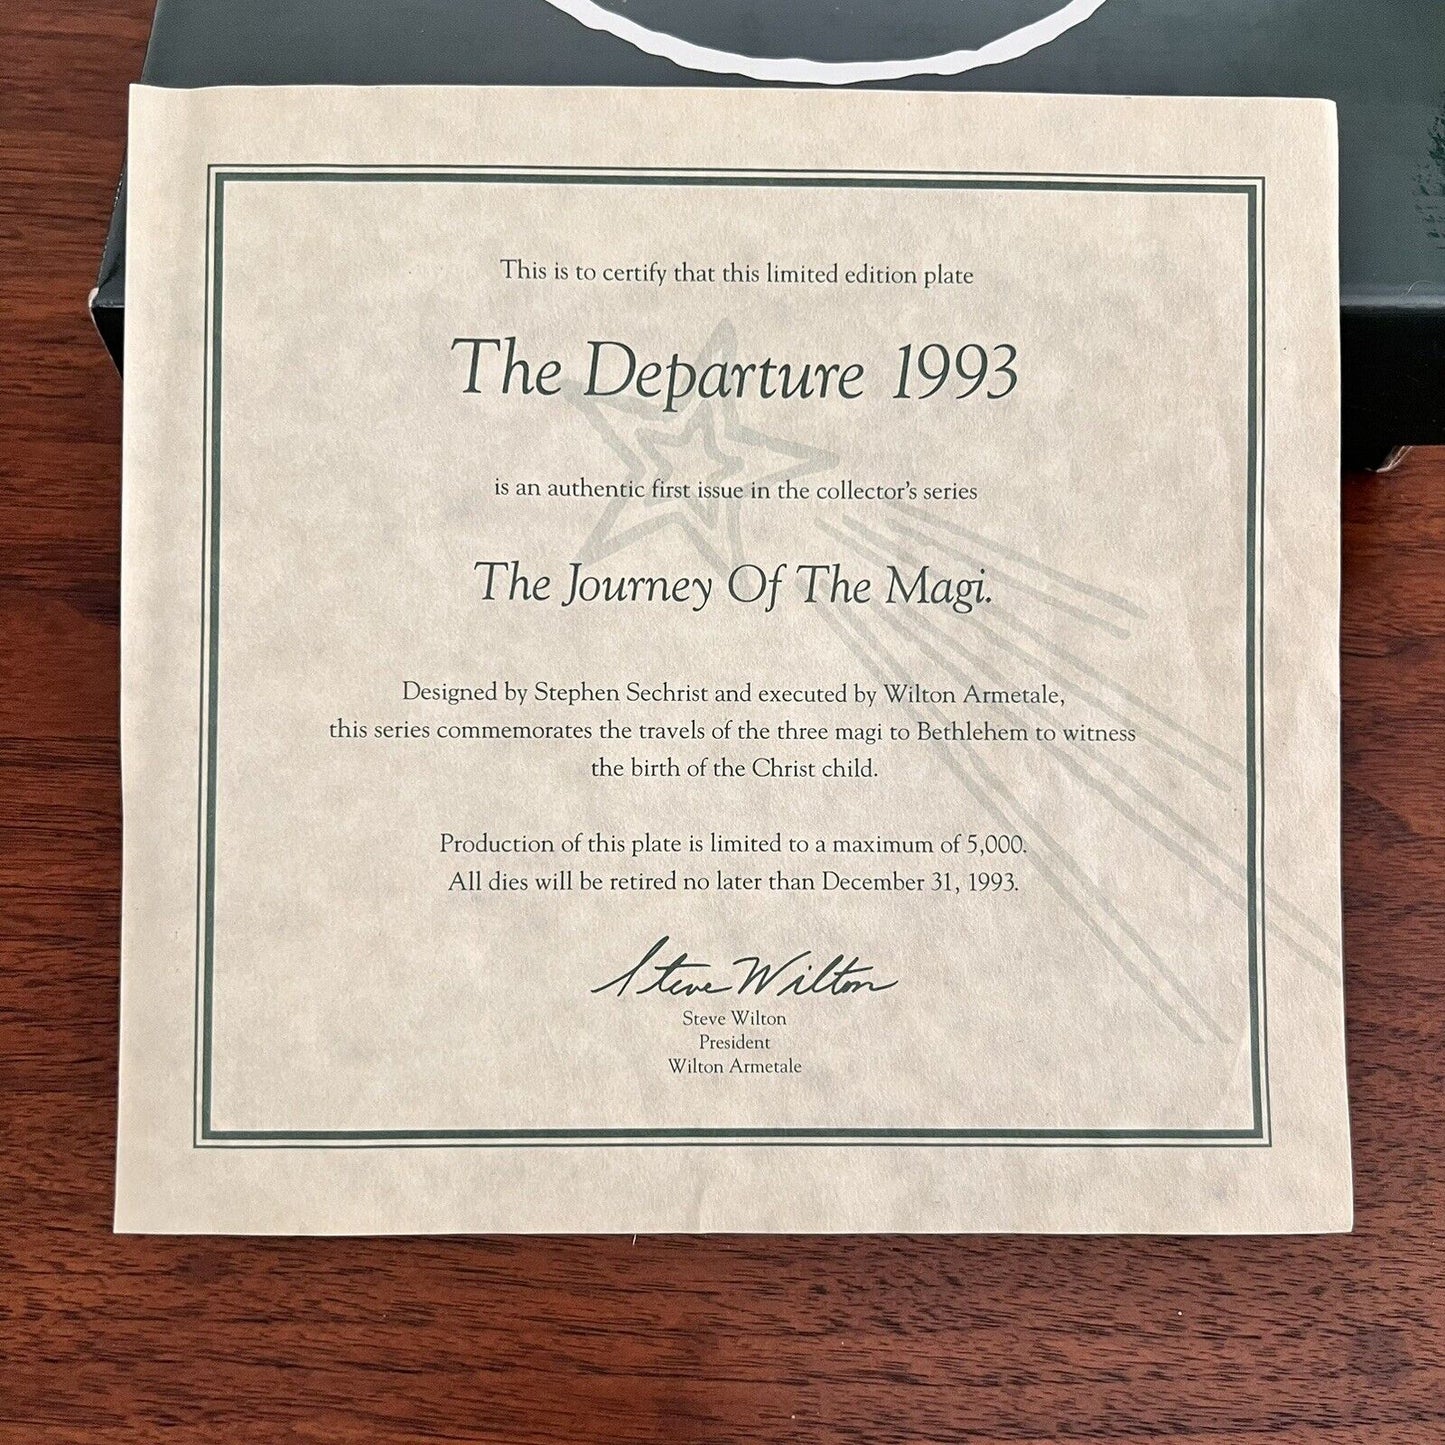 This is to certify that this limited edition plate
The Departure 1993
is an authentic first issue in the collector's series
The Journey Of The Magi.
Designed by Stephen Sechrist and executed by Wilton Armetale,
this series commemorates the travels of the three magi to Bethlehem to witness
the birth of the Christ child.
Production of this plate is limited to a maximum of 5,000.
All dies will be retired no later than December 31, 1993.
Steve Wilton
Steve Wilton
President
Wilton Armetale